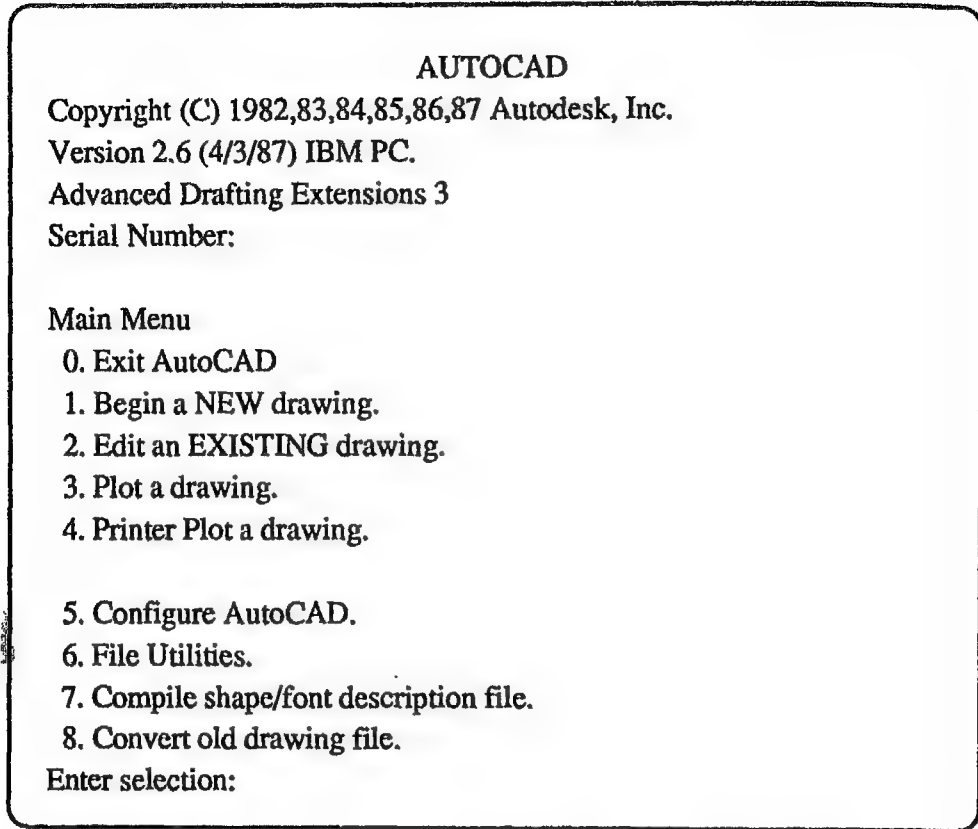 AUTOCAD
Copyright (C) 1982,83,84,85,86,87 Autodesk, Inc.
Version 2.6 (4/3/87) IBM PC.
Advanced Drafting Extensions 3
Serial Number:
Main Menu
0. Exit AutoCAD
1. Begin a NEW drawing.
2. Edit an EXISTING drawing.
3. Plot a drawing.
4. Printer Plot a drawing.
5. Configure AutoCAD.
6. File Utilities.
7. Compile shape/font description file.
8. Convert old drawing file.
Enter selection: